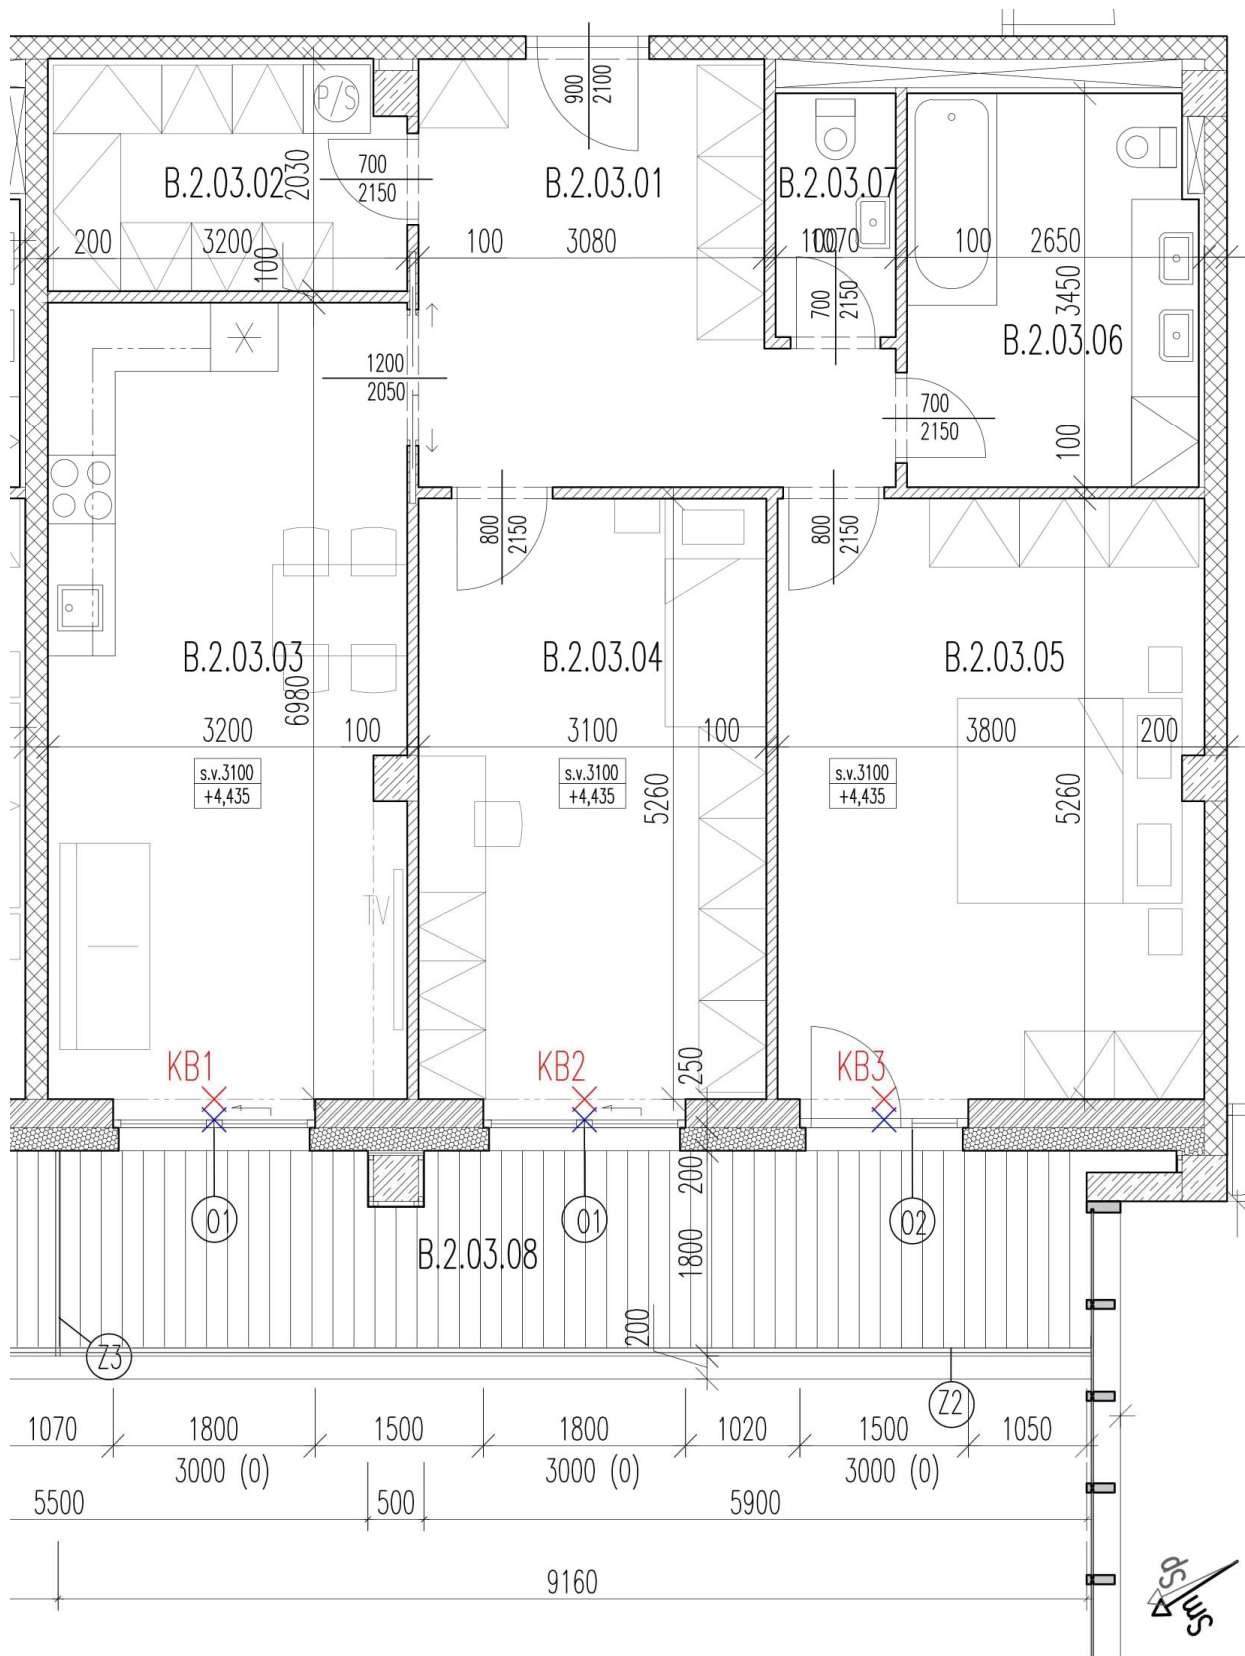 900
2100
P/S
B.2.03.02
2030
700
2150
B.2.03.01
B.2.03.07
200
3200
100
100
3080
100
1070
100
2650
700
2150
3450
B.2.03.06
1200
2050
700
2150
100
800
2150
800
2150
B.2.03.03
B.2.03.04
B.2.03.05
6980
3200
100
3100
100
3800
200
s.v.3100
+4,435
s.v.3100
+4,435
s.v.3100
+4,435
5260
5260
TV
KB1
KB2
KB3
250
200
01
01
02
B.2.03.08
1800
200
Z3
Z2
1070
1800
1500
1800
1020
1500
1050
3000 (0)
3000 (0)
3000 (0)
5500
500
5900
9160
Sp
Sm